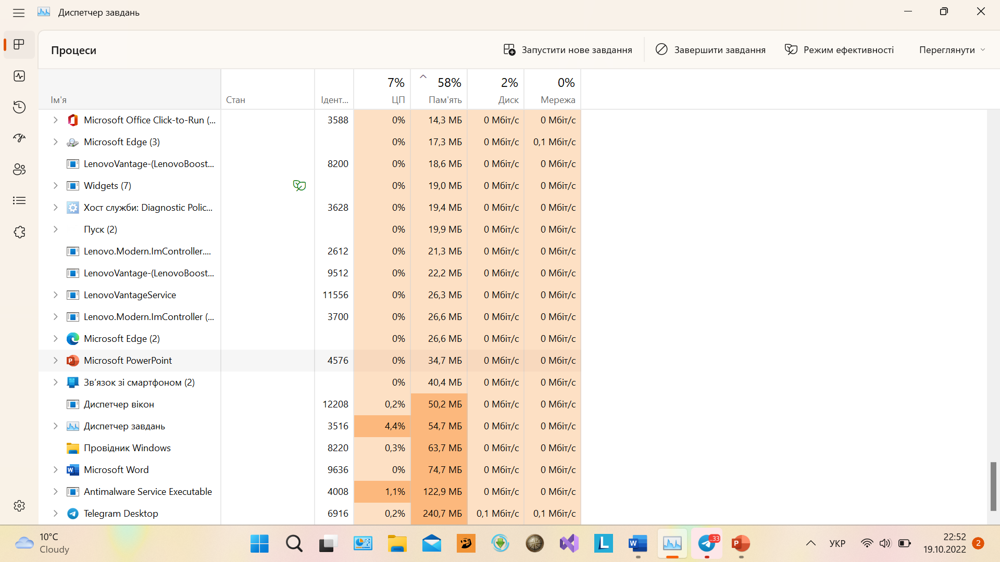 Диспетчер завдань
Процеси
Запустити нове завдання
Завершити завдання
Режим ефективності
Переглянути
7% 58% 2% 0%
Ім'я Стан Ідент... ЦП Пам'ять Диск Мережа
Microsoft Office Click-to-Run (... 3588 0% 14,3 МБ 0 Мбіт/с 0 Мбіт/с
Microsoft Edge (3) 0% 17,3 МБ 0 Мбіт/с 0,1 Мбіт/с
LenovoVantage-(LenovoBoost... 8200 0% 18,6 МБ 0 Мбіт/с 0 Мбіт/с
Widgets (7) 0% 19,0 МБ 0 Мбіт/с 0 Мбіт/с
Хост служби: Diagnostic Polic... 3628 0% 19,4 МБ 0 Мбіт/с 0 Мбіт/с
Пуск (2) 0% 19,9 МБ 0 Мбіт/с 0 Мбіт/с
Lenovo.Modern.ImController.... 2612 0% 21,3 МБ 0 Мбіт/с 0 Мбіт/с
LenovoVantage-(LenovoBoost... 9512 0% 22,2 МБ 0 Мбіт/с 0 Мбіт/с
LenovoVantageService 11556 0% 26,3 МБ 0 Мбіт/с 0 Мбіт/с
Lenovo.Modern.ImController (... 3700 0% 26,6 МБ 0 Мбіт/с 0 Мбіт/с
Microsoft Edge (2) 0% 26,6 МБ 0 Мбіт/с 0 Мбіт/с
Microsoft PowerPoint 4576 0% 34,7 МБ 0 Мбіт/с 0 Мбіт/с
Зв’язок зі смартфоном (2) 0% 40,4 МБ 0 Мбіт/с 0 Мбіт/с
Диспетчер вікон 12208 0,2% 50,2 МБ 0 Мбіт/с 0 Мбіт/с
Диспетчер завдань 3516 4,4% 54,7 МБ 0 Мбіт/с 0 Мбіт/с
Провідник Windows 8220 0,3% 63,7 МБ 0 Мбіт/с 0 Мбіт/с
Microsoft Word 9636 0% 74,7 МБ 0 Мбіт/с 0 Мбіт/с
Antimalware Service Executable 4008 1,1% 122,9 МБ 0 Мбіт/с 0 Мбіт/с
Telegram Desktop 6916 0,2% 240,7 МБ 0,1 Мбіт/с 0,1 Мбіт/с
10°C
Cloudy
L
W
..33
P
УКР
22:52
19.10.2022
2